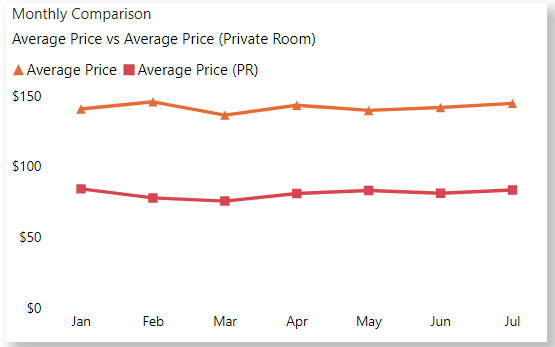 Monthly Comparison
Average Price vs Average Price (Private Room)
Average Price Average Price (PR)
$150
$100
$50
$0
Jan Feb Mar Apr May Jun Jul